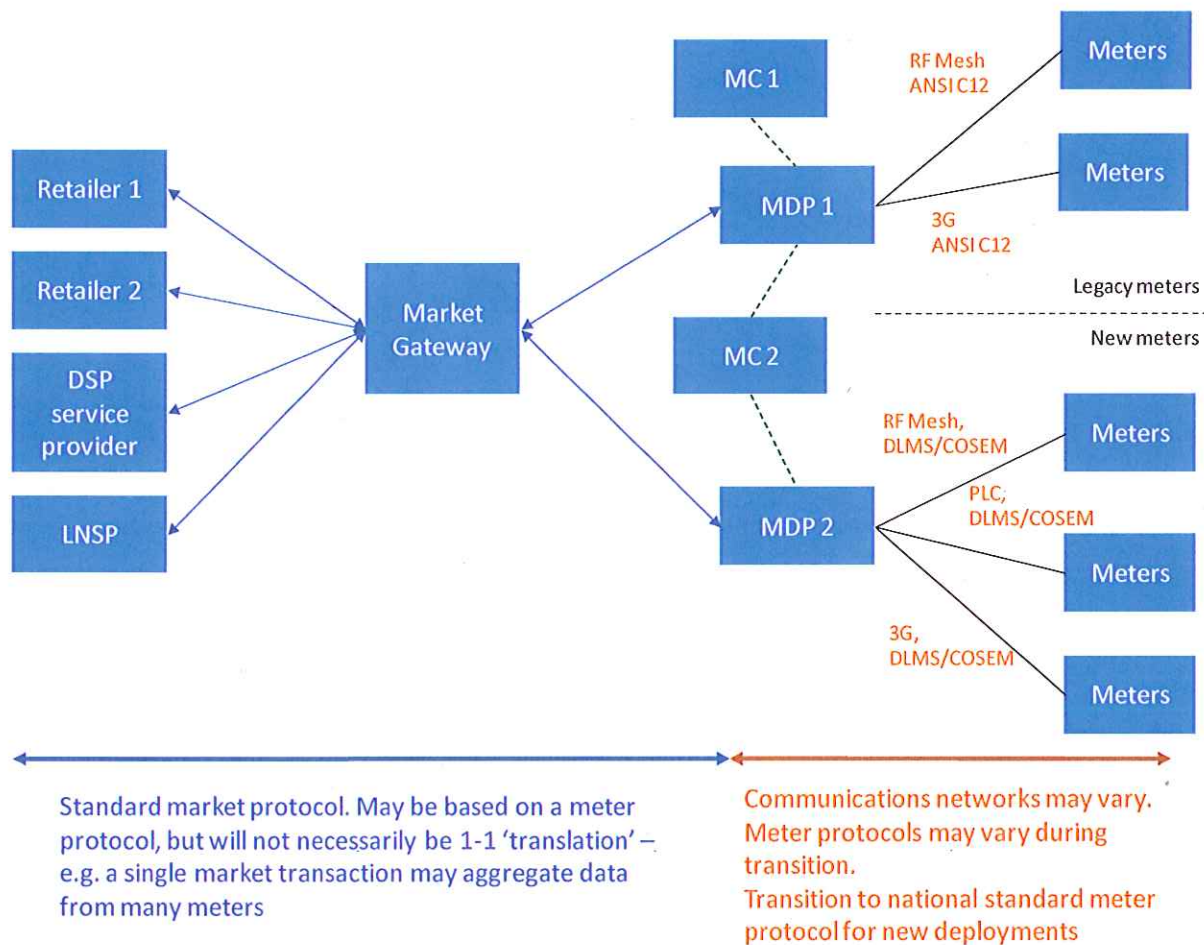 MC 1
RF Mesh
ANSI C12
Meters
Retailer 1
MDP 1
3G
ANSI C12
Meters
Retailer 2
Market
Gateway
Legacy meters
New meters
MC 2
DSP
service
provider
RF Mesh,
DLMS/COSEM
Meters
PLC,
DLMS/COSEM
LNSP
MDP 2
Meters
3G,
DLMS/COSEM
Meters
Standard market protocol. May be based on a meter
protocol, but will not necessarily be 1-1 ‘translation’ –
e.g. a single market transaction may aggregate data
from many meters
Communications networks may vary.
Meter protocols may vary during
transition.
Transition to national standard meter
protocol for new deployments